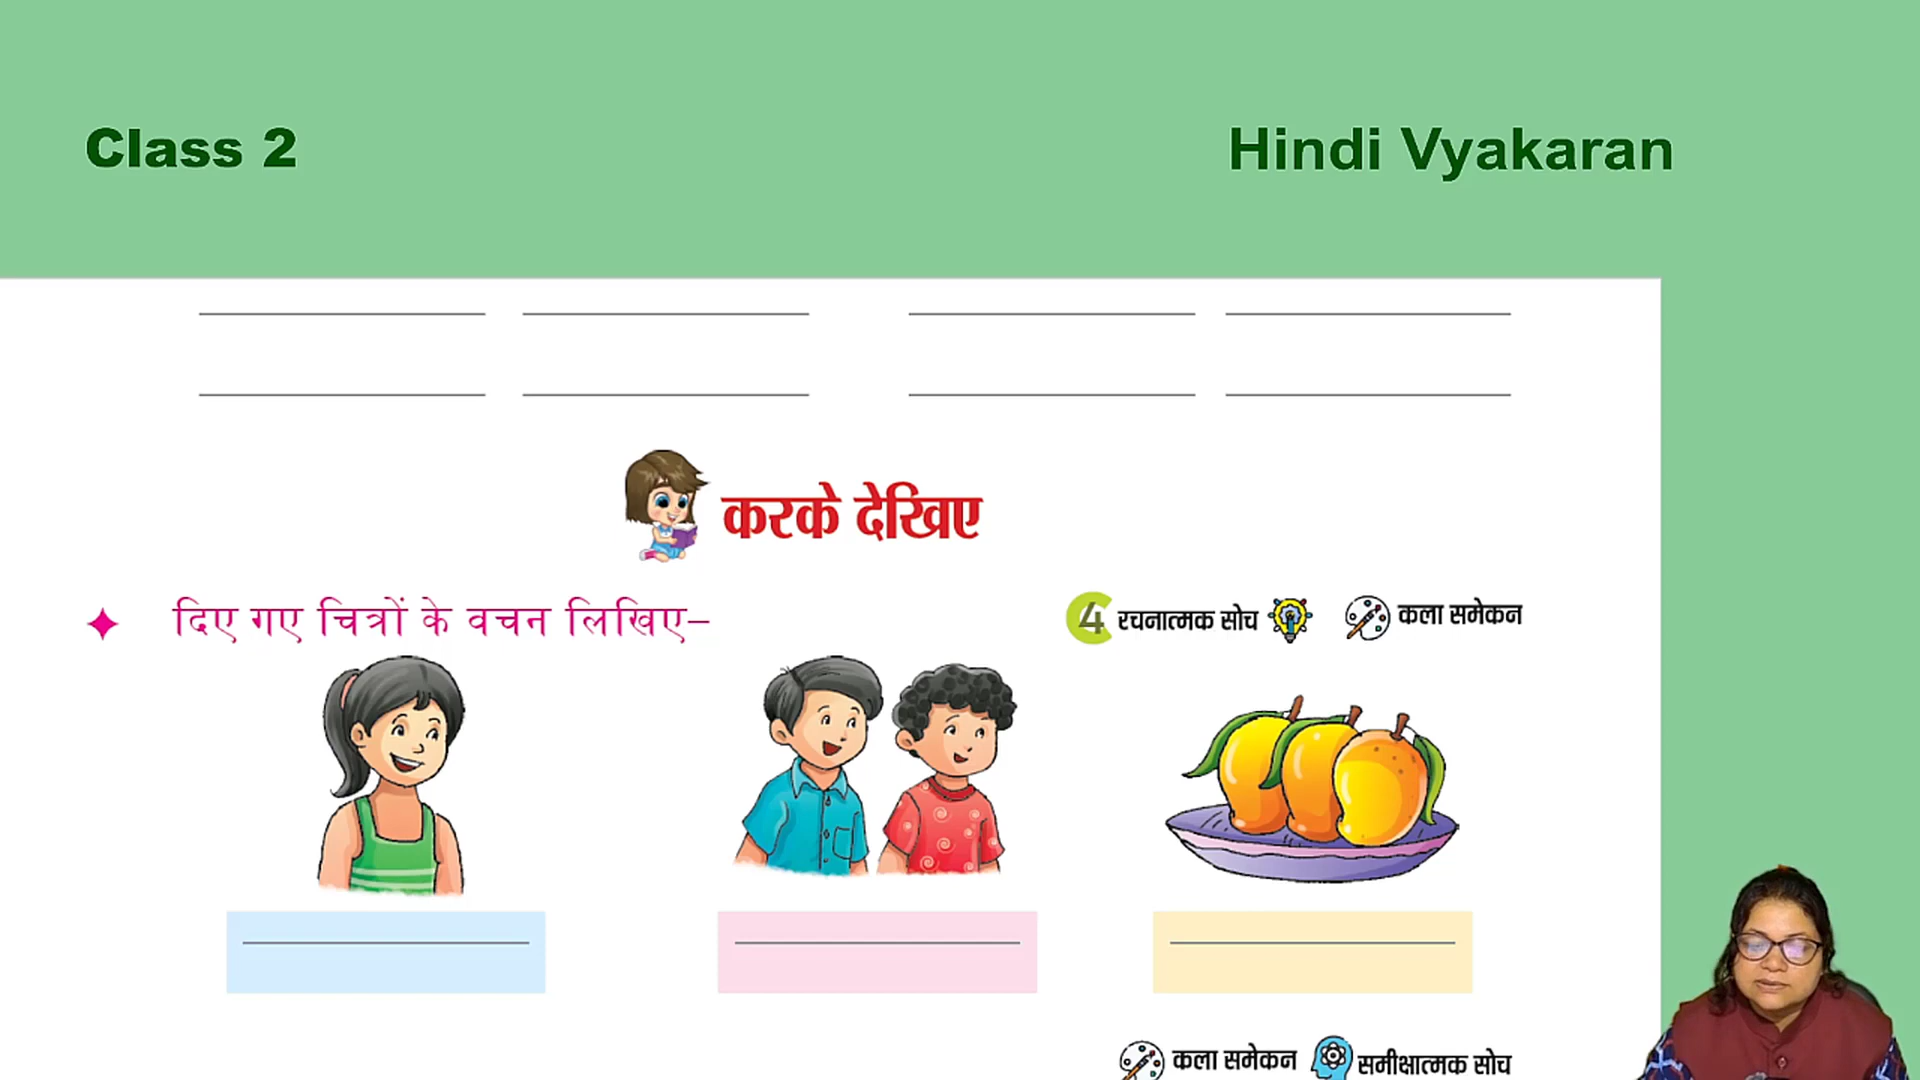 Class 2
Hindi Vyakaran
करके देखिए
दिए गए चित्रों के वचन लिखिए–
4 रचनात्मक सोच कला समेकन
कला समेकन समीक्षात्मक सोच